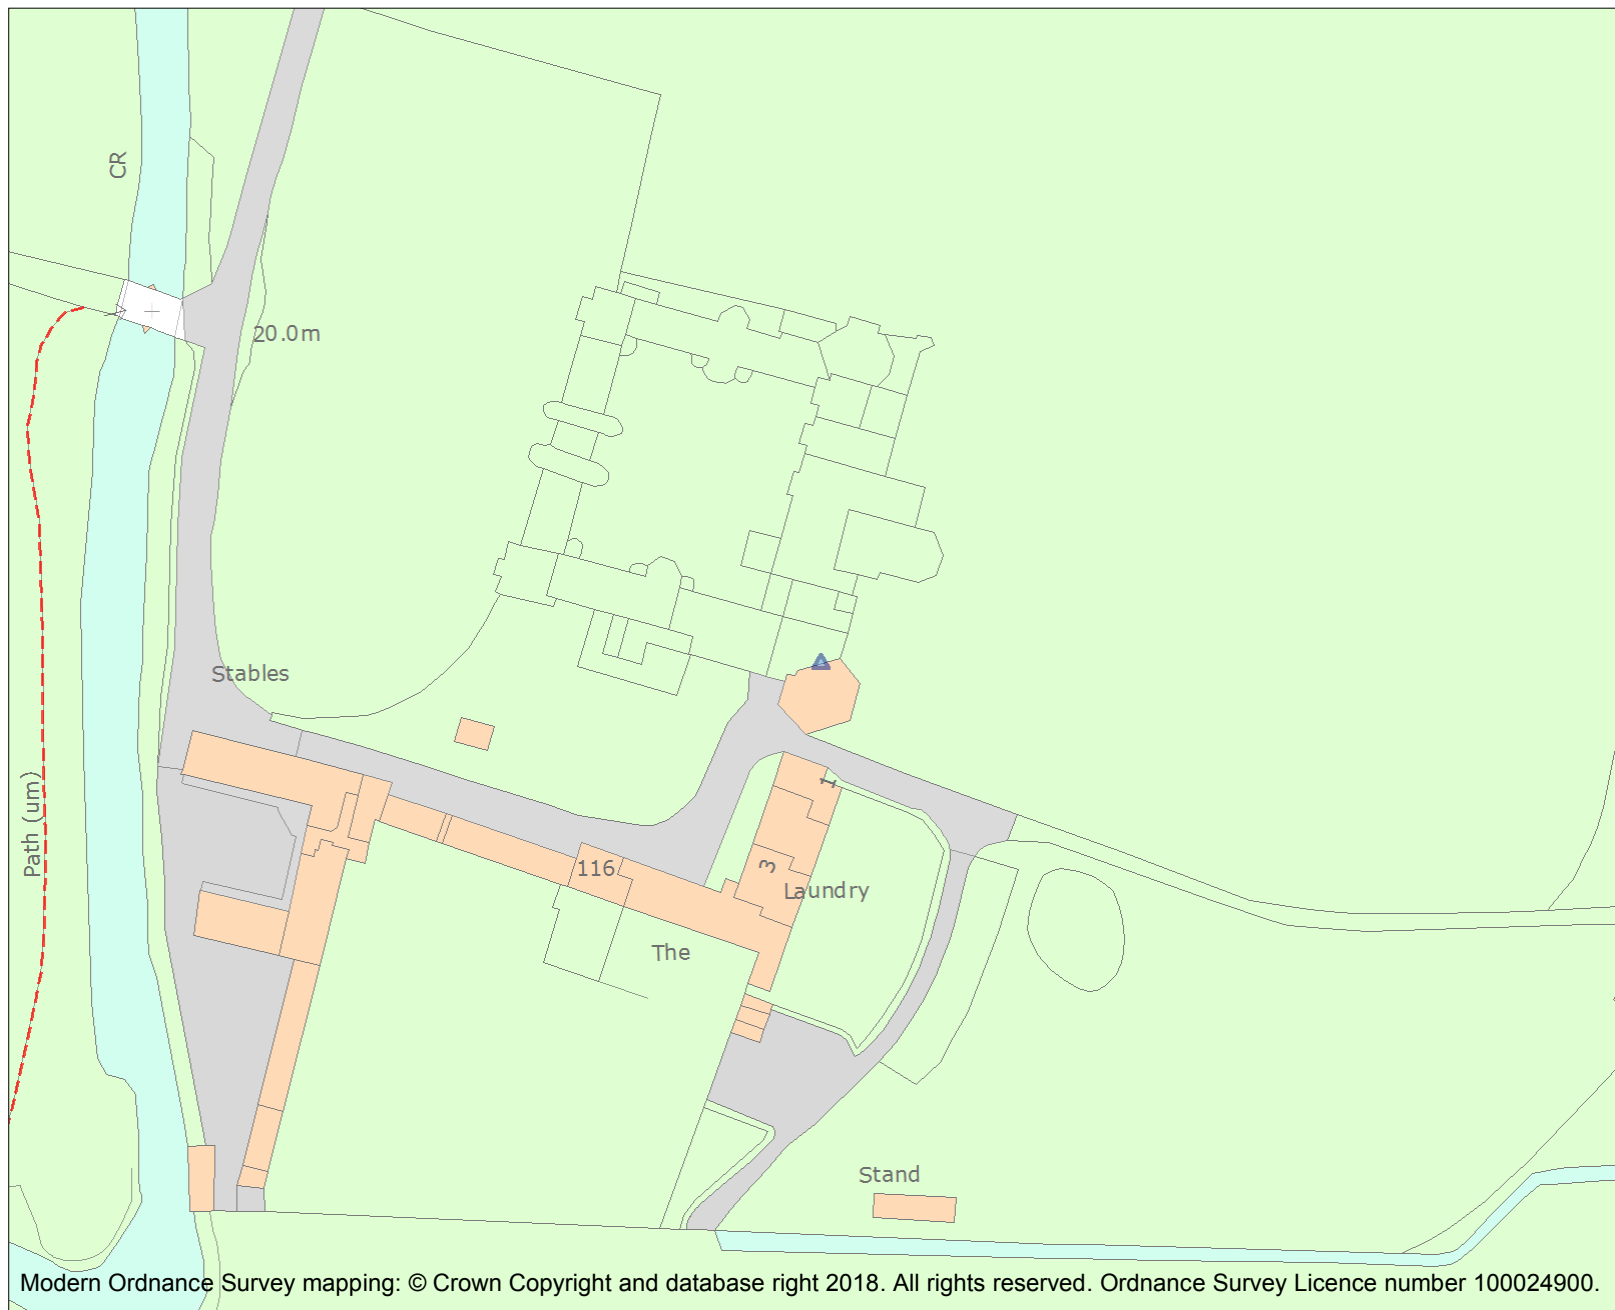 CR
20.0m
Stables
Path (um)
1
116
3
Laundry
The
Stand
Modern Ordnance Survey mapping: © Crown Copyright and database right 2018. All rights reserved. Ordnance Survey Licence number 100024900.